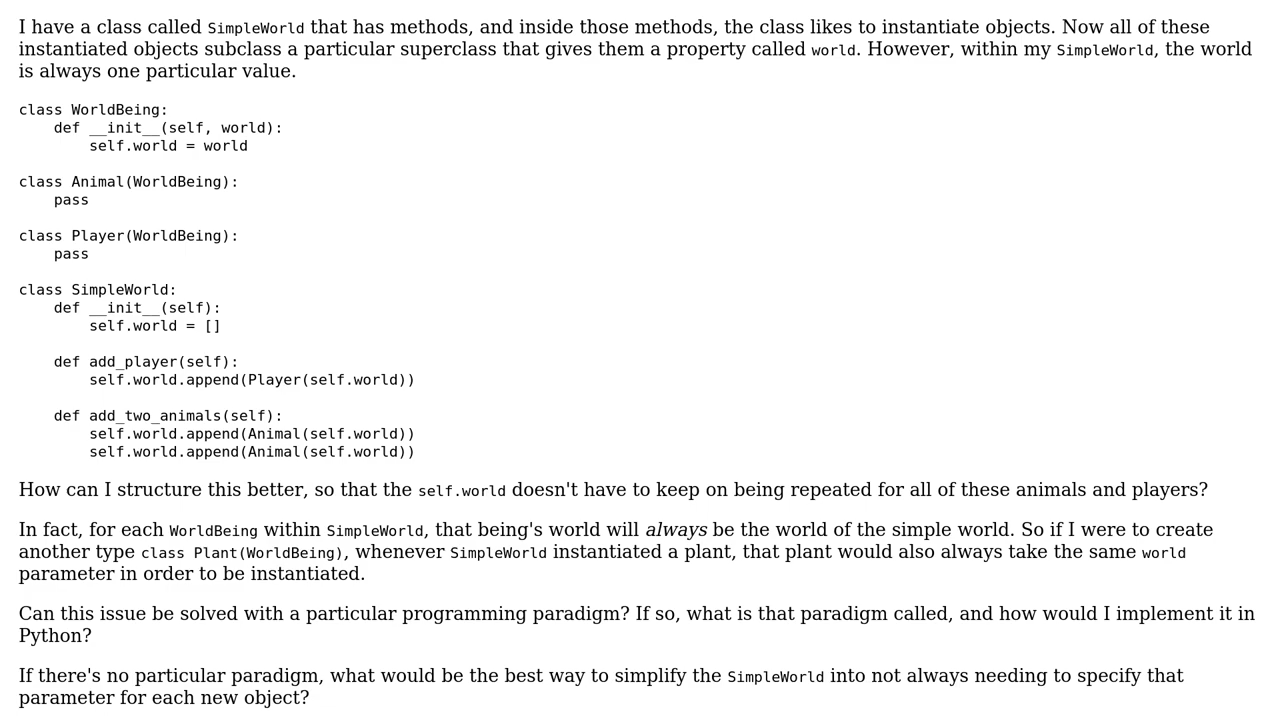 I have a class called SimpleWorld that has methods, and inside those methods, the class likes to instantiate objects. Now all of these
instantiated objects subclass a particular superclass that gives them a property called world. However, within my SimpleWorld, the world
is always one particular value.
class WorldBeing:
    def __init__(self, world):
        self.world = world
class Animal(WorldBeing):
    pass
class Player(WorldBeing):
    pass
class SimpleWorld:
    def __init__(self):
        self.world = []
    def add_player(self):
        self.world.append(Player(self.world))
    def add_two_animals(self):
        self.world.append(Animal(self.world))
        self.world.append(Animal(self.world))
How can I structure this better, so that the self.world doesn't have to keep on being repeated for all of these animals and players?
In fact, for each WorldBeing within SimpleWorld, that being's world will always be the world of the simple world. So if I were to create
another type class Plant(WorldBeing), whenever SimpleWorld instantiated a plant, that plant would also always take the same world
parameter in order to be instantiated.
Can this issue be solved with a particular programming paradigm? If so, what is that paradigm called, and how would I implement it in
Python?
If there's no particular paradigm, what would be the best way to simplify the SimpleWorld into not always needing to specify that
parameter for each new object?